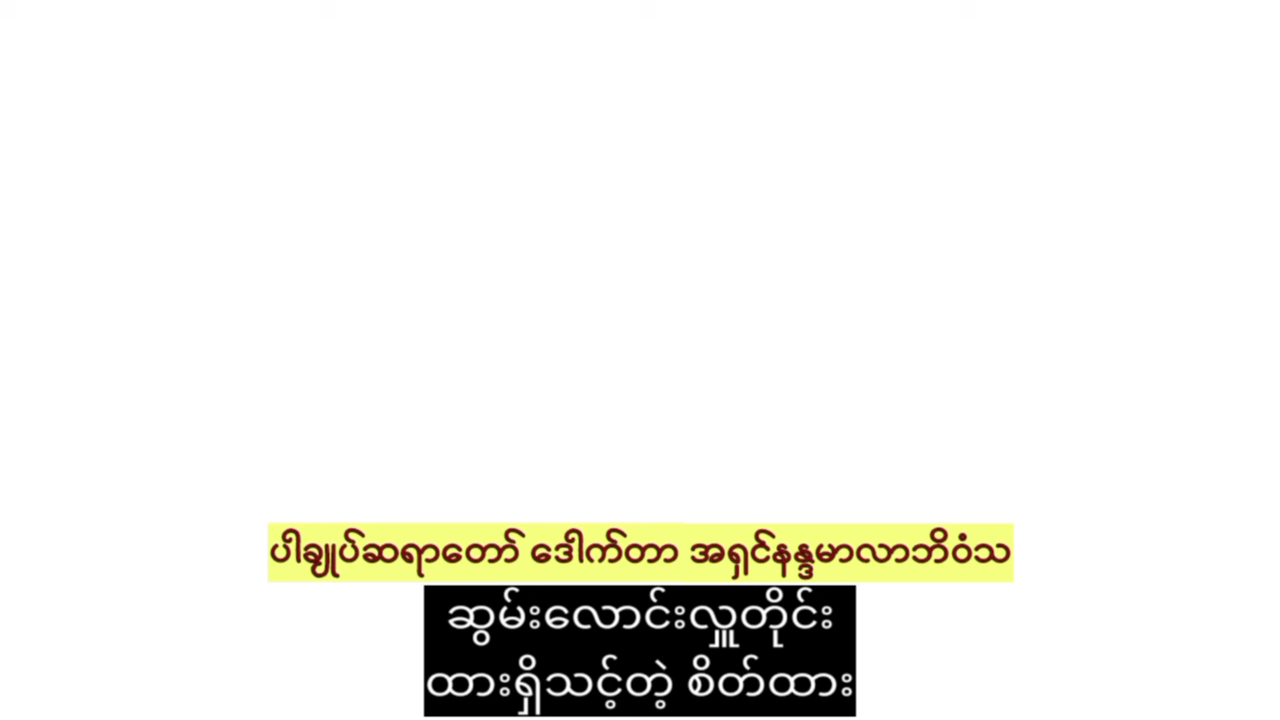 ပါချုပ်ဆရာတော် ဒေါက်တာ အရှင်နန္ဒမာလာဘိဝံသ
ဆွမ်းလောင်းလှူတိုင်း
ထားရှိသင့်တဲ့ စိတ်ထား